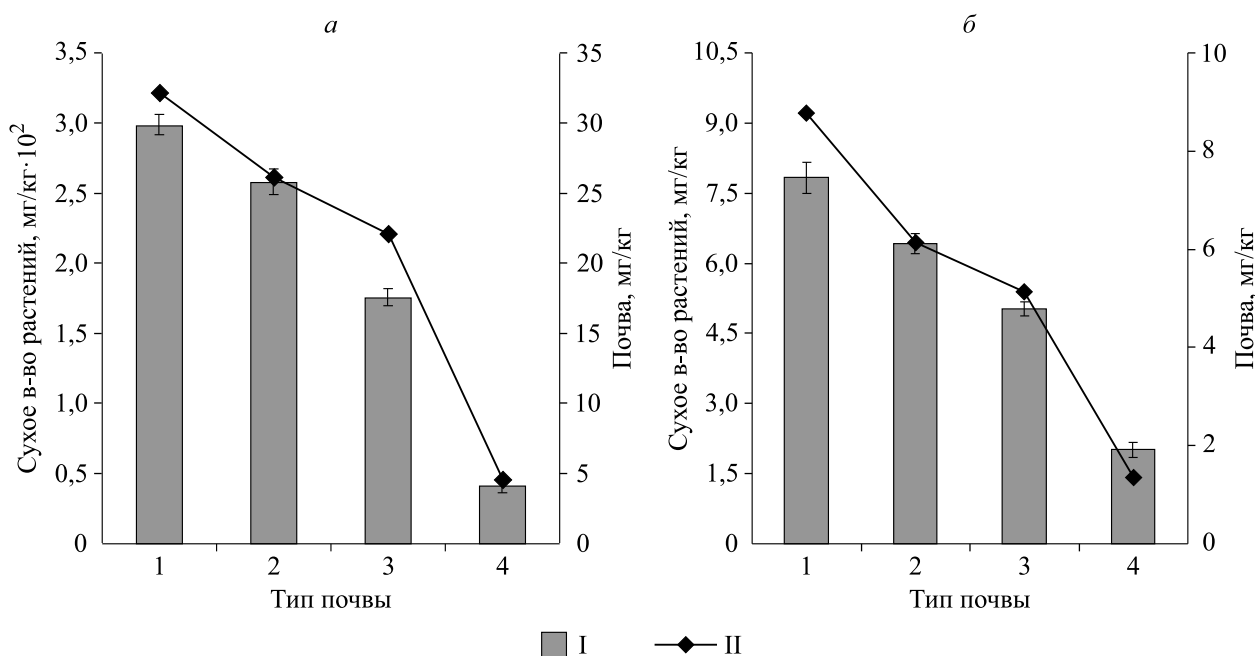 а
Сухое в-во растений, мг/кг·10²
3,5
3,0
2,5
2,0
1,0
0,5
0
35
30
25
20
10
5
0
Почва, мг/кг
1 2 3 4
Тип почвы
б
Сухое в-во растений, мг/кг
10,5
9,0
7,5
6,0
4,5
3,0
1,5
0
10
8
6
4
2
0
Почва, мг/кг
1 2 3 4
Тип почвы
I II